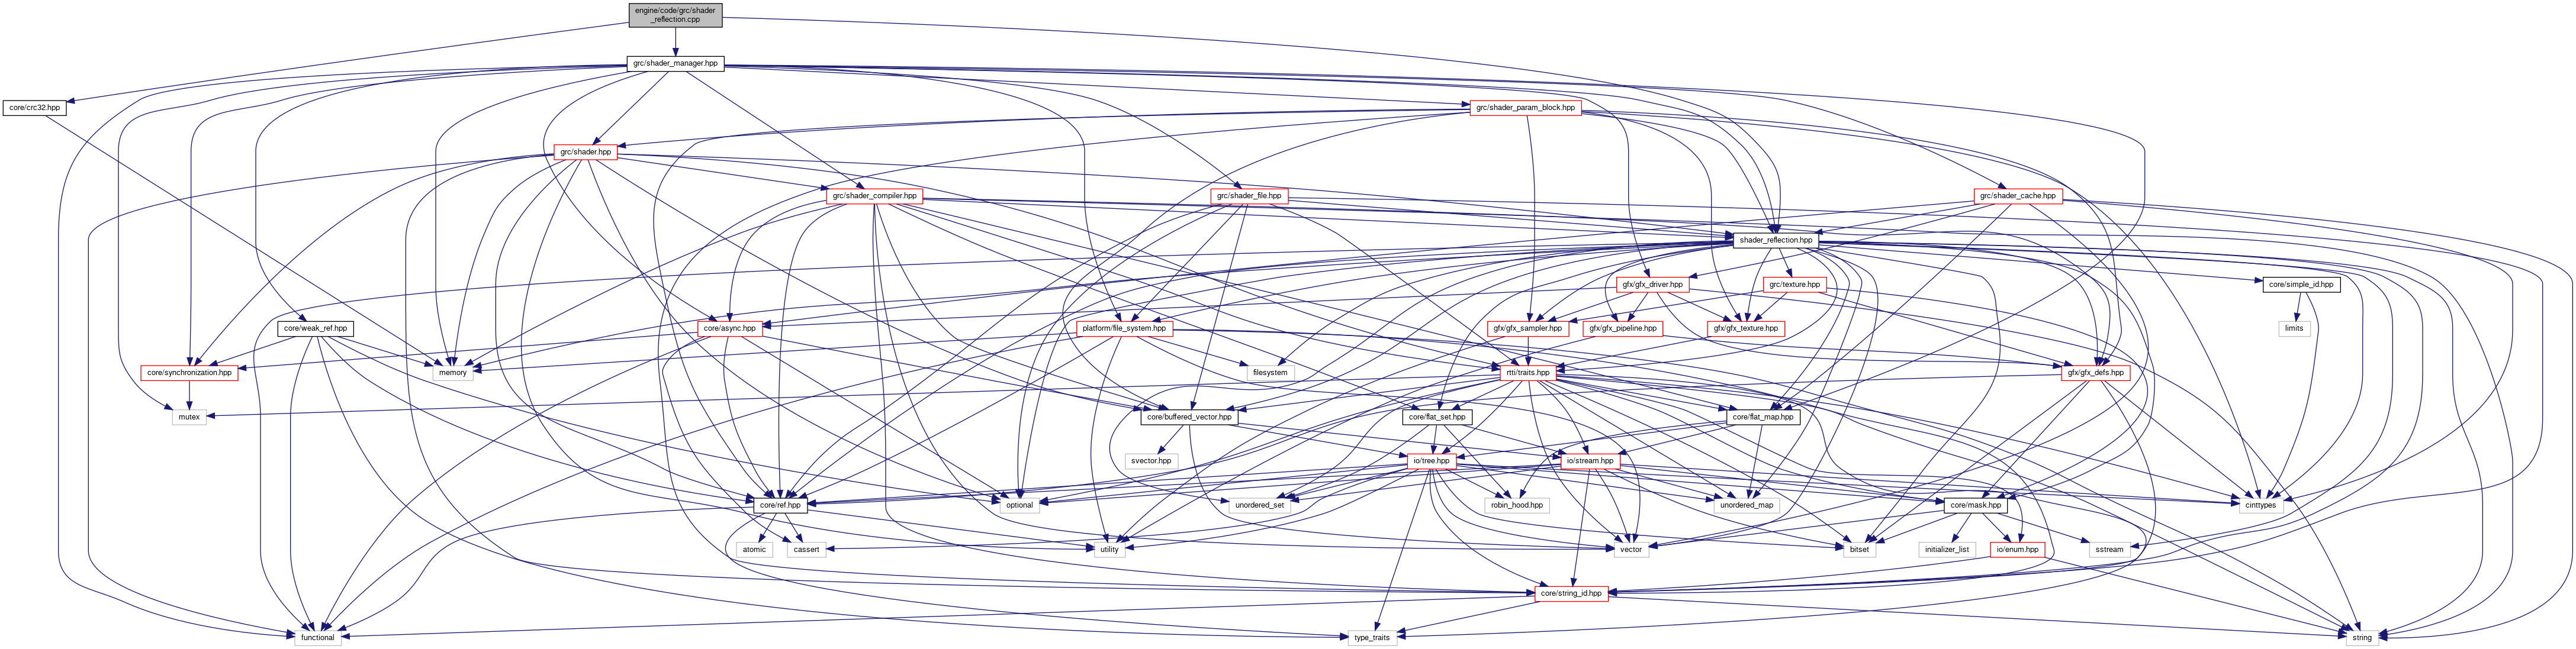 engine/code/grc/shader
_reflection.cpp
grc/shader_manager.hpp
core/crc32.hpp
grc/shader_param_block.hpp
grc/shader.hpp
grc/shader_compiler.hpp
grc/shader_file.hpp
grc/shader_cache.hpp
shader_reflection.hpp
gfx/gfx_driver.hpp
grc/texture.hpp
core/simple_id.hpp
core/weak_ref.hpp
core/async.hpp
platform/file_system.hpp
gfx/gfx_sampler.hpp
gfx/gfx_pipeline.hpp
gfx/gfx_texture.hpp
limits
core/synchronization.hpp
memory
filesystem
rtti/traits.hpp
gfx/gfx_defs.hpp
mutex
core/buffered_vector.hpp
core/flat_set.hpp
core/flat_map.hpp
svector.hpp
io/tree.hpp
io/stream.hpp
core/ref.hpp
optional
unordered_set
robin_hood.hpp
unordered_map
core/mask.hpp
cinttypes
atomic
cassert
utility
vector
bitset
initializer_list
io/enum.hpp
sstream
core/string_id.hpp
functional
type_traits
string